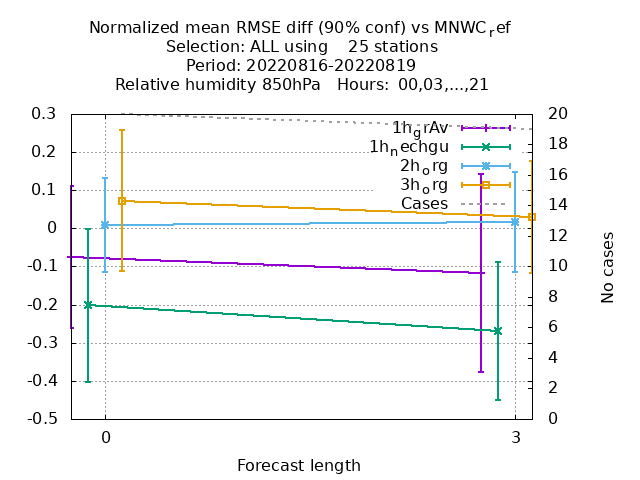 Normalized mean RMSE diff (90% conf) vs MNWC_ref
Selection: ALL using    25 stations
Period: 20220816-20220819
Relative humidity 850hPa   Hours: 00,03,...,21
0.3
0.2
0.1
0
-0.1
-0.2
-0.3
-0.4
-0.5
1h_grAv
1h_nechgu
2h_org
3h_org
Cases
20
18
16
14
12
10
8
6
4
2
0
No cases
0
3
Forecast length